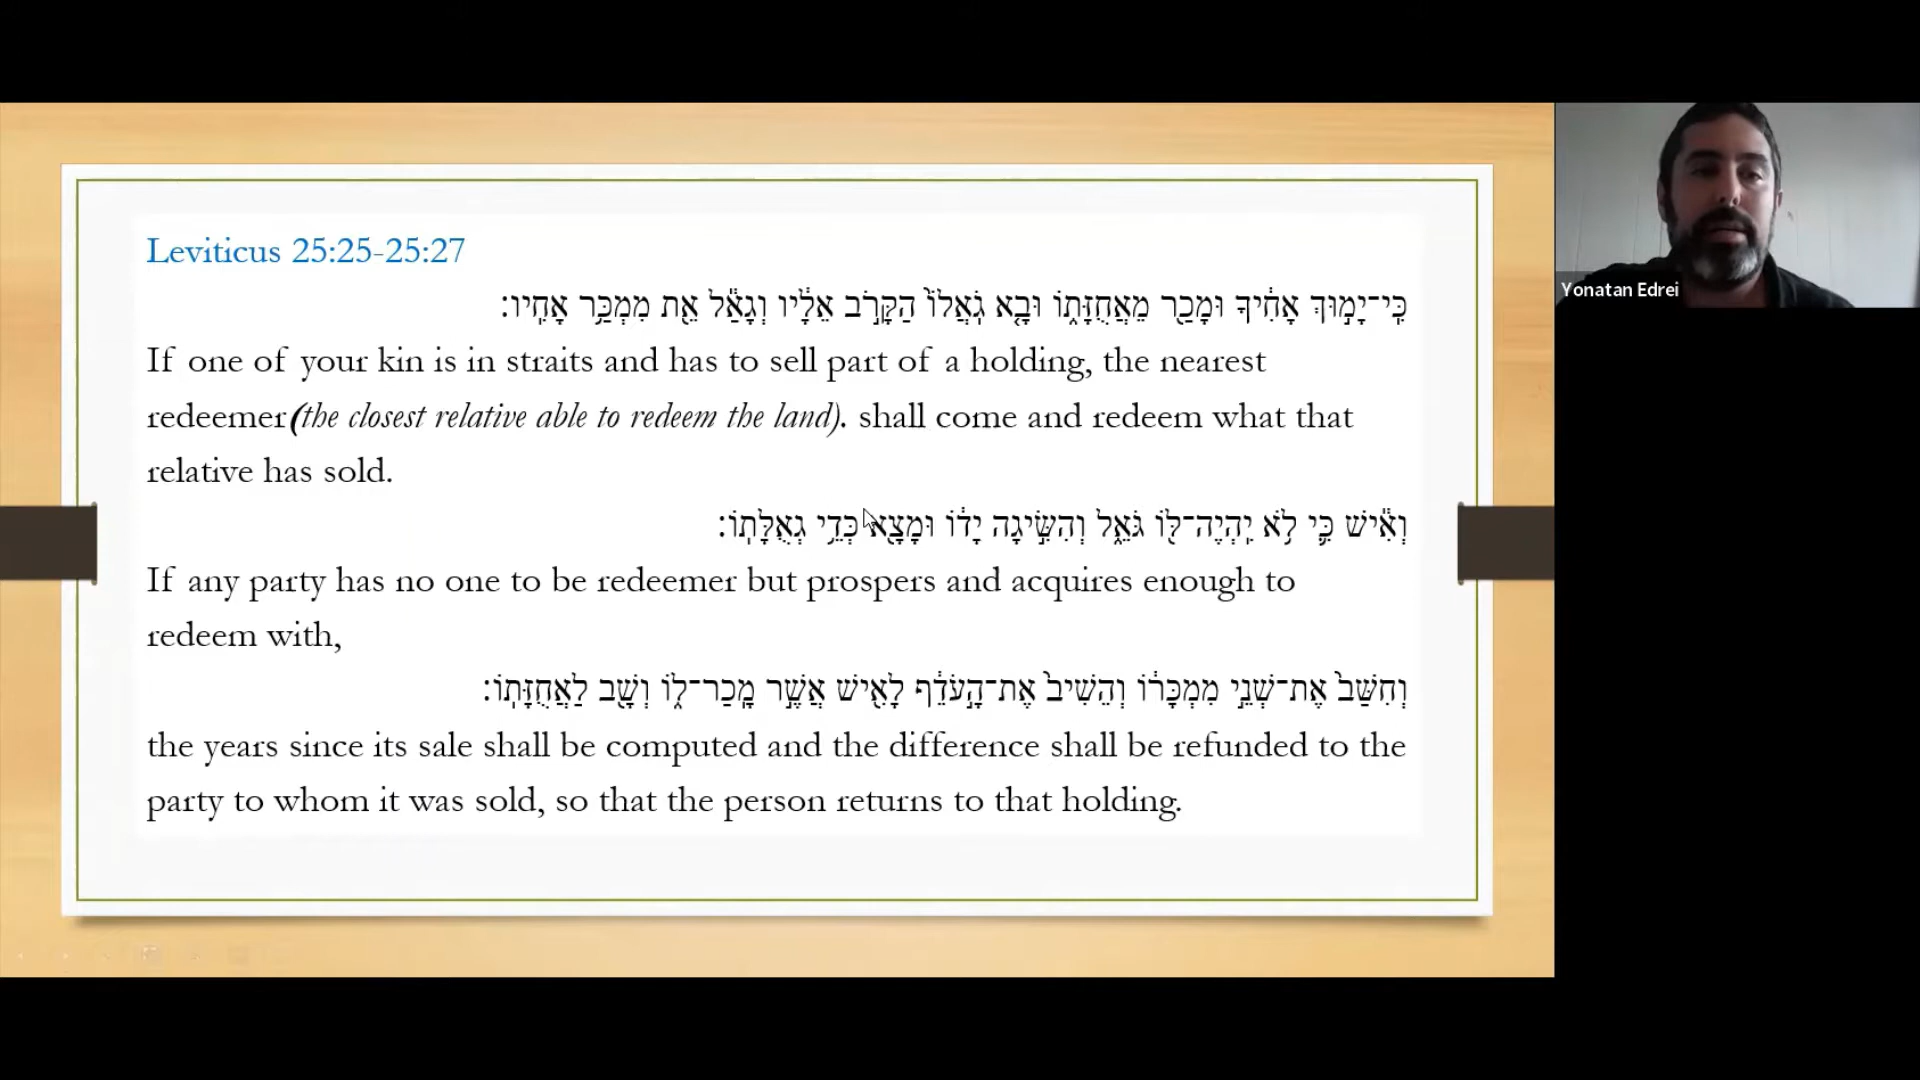 Leviticus 25:25-25:27
כִּֽי־יָמ֣וּךְ אָחִ֔יךָ וּמָכַ֖ר מֵאֲחֻזָּת֑וֹ וּבָ֤א גֹֽאֲלוֹ֙ הַקָּרֹ֣ב אֵלָ֔יו וְגָאַ֕ל אֵ֖ת מִמְכַּ֥ר אָחִֽיו׃
If one of your kin is in straits and has to sell part of a holding, the nearest
redeemer(the closest relative able to redeem the land). shall come and redeem what that
relative has sold.
וְאִ֕ישׁ כִּ֛י לֹ֥א יִֽהְיֶה־לּ֖וֹ גֹּאֵ֑ל וְהִשִּׂ֣יגָה יָד֔וֹ וּמָצָ֖א כְּדֵ֥י גְאֻלָּתֽוֹ׃
If any party has no one to be redeemer but prospers and acquires enough to
redeem with,
וְחִשַּׁב֙ אֶת־שְׁנֵ֣י מִמְכָּר֔וֹ וְהֵשִׁיב֙ אֶת־הָ֣עֹדֵ֔ף לָאִ֖ישׁ אֲשֶׁ֣ר מָֽכַר־ל֑וֹ וְשָׁ֖ב לַאֲחֻזָּתֽוֹ׃
the years since its sale shall be computed and the difference shall be refunded to the
party to whom it was sold, so that the person returns to that holding.
Yonatan Edrei